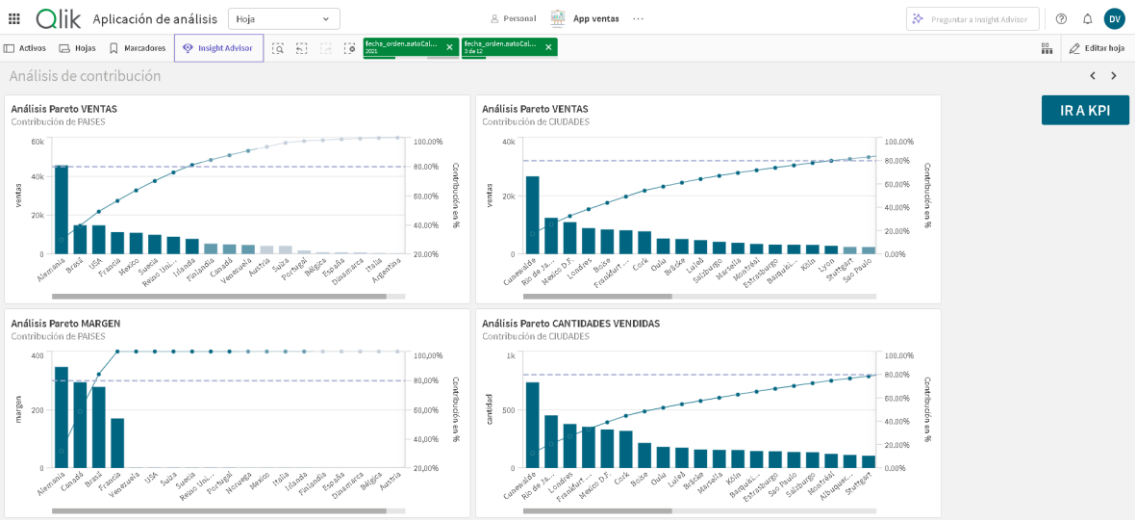 Qlik Aplicación de análisis Hoja Personal App ventas ... Preguntar a Insight Advisor DV
Activos Hojas Marcadores Insight Advisor fecha_orden.autoCal... fecha_orden.autoCal... Editar hoja
2021 3 de 12
Análisis de contribución
IR A KPI
Análisis Pareto VENTAS
Contribución de PAISES
60k
40k
20k
0
ventas
100.00%
80.00%
60.00%
40.00%
20.00%
Contribución en %
Alemania Brasil USA Francia Mexico Suecia Reino Uni... Irlanda Finlandia Canadá Venezuela Austria Suiza Portugal Bélgica España Dinamarca Italia Argentina
Análisis Pareto VENTAS
Contribución de CIUDADES
40k
20k
0
ventas
100.00%
80.00%
60.00%
40.00%
20.00%
0.00%
Contribución en %
Cunewalde Rio de Ja... Mexico D.F. Londres Boise Frankfurt ... Cork Oulu Bräcke Luleå Salzburgo Marsella Montréal Estrasburgo Barquisi... Köln Lyon Stuttgart Sao Paulo
Análisis Pareto MARGEN
Contribución de PAISES
400
200
0
margen
100,00%
80,00%
60,00%
40,00%
20,00%
Contribución en %
Alemania Canadá Brasil Francia Venezuela USA Suiza Suecia Reino Uni... Portugal Noruega Mexico Italia Irlanda Finlandia España Dinamarca Bélgica Austria
Análisis Pareto CANTIDADES VENDIDAS
Contribución de CIUDADES
1k
500
0
cantidad
100.00%
80.00%
60.00%
40.00%
20.00%
0.00%
Contribución en %
Cunewalde Rio de Ja... Londres Frankfurt ... Mexico D.F. Cork Boise Oulu Luleå Bräcke Marsella Köln Barquisi... Estrasburgo Sao Paulo Salzburgo Montréal Albuquer... Stuttgart